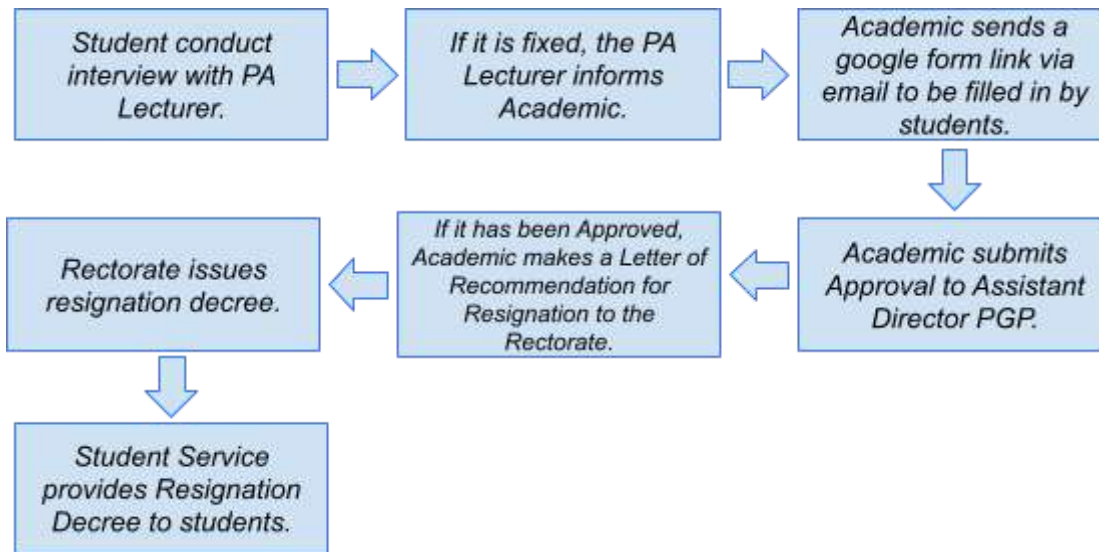 Student conduct
interview with PA
Lecturer.
If it is fixed, the PA
Lecturer informs
Academic.
Academic sends a
google form link via
email to be filled in by
students.
Academic submits
Approval to Assistant
Director PGP.
If it has been Approved,
Academic makes a Letter of
Recommendation for
Resignation to the
Rectorate.
Rectorate issues
resignation decree.
Student Service
provides Resignation
Decree to students.